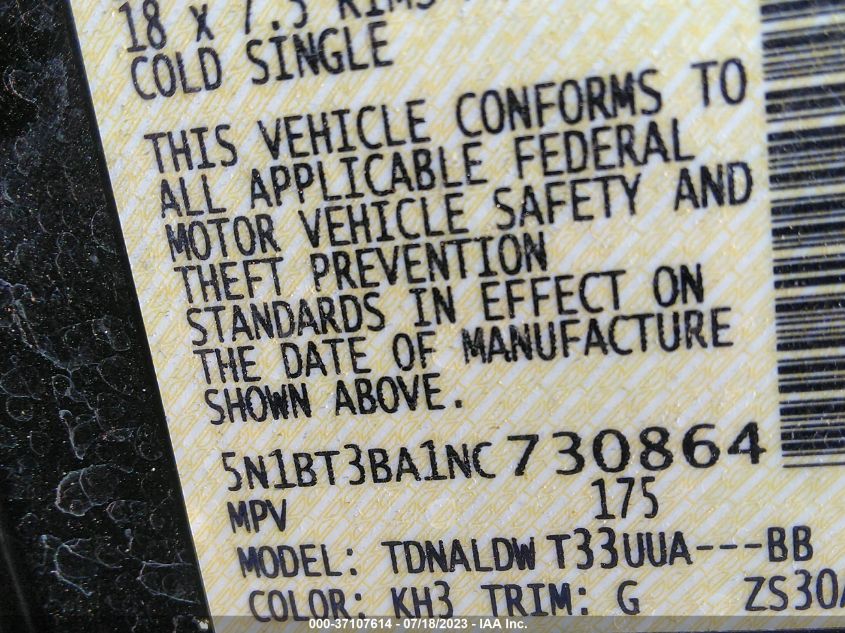 18 X 7.5 RIMS
COLD SINGLE
THIS VEHICLE CONFORMS TO
ALL APPLICABLE FEDERAL
MOTOR VEHICLE SAFETY AND
THEFT PREVENTION
STANDARDS IN EFFECT ON
THE DATE OF MANUFACTURE
SHOWN ABOVE.
5N1BT3BA1NC730864
MPV 175
MODEL: TDNALDW T33UUA---BB
COLOR: KH3 TRIM: G ZS30
000-37107614 - 07/18/2023 - IAA Inc.